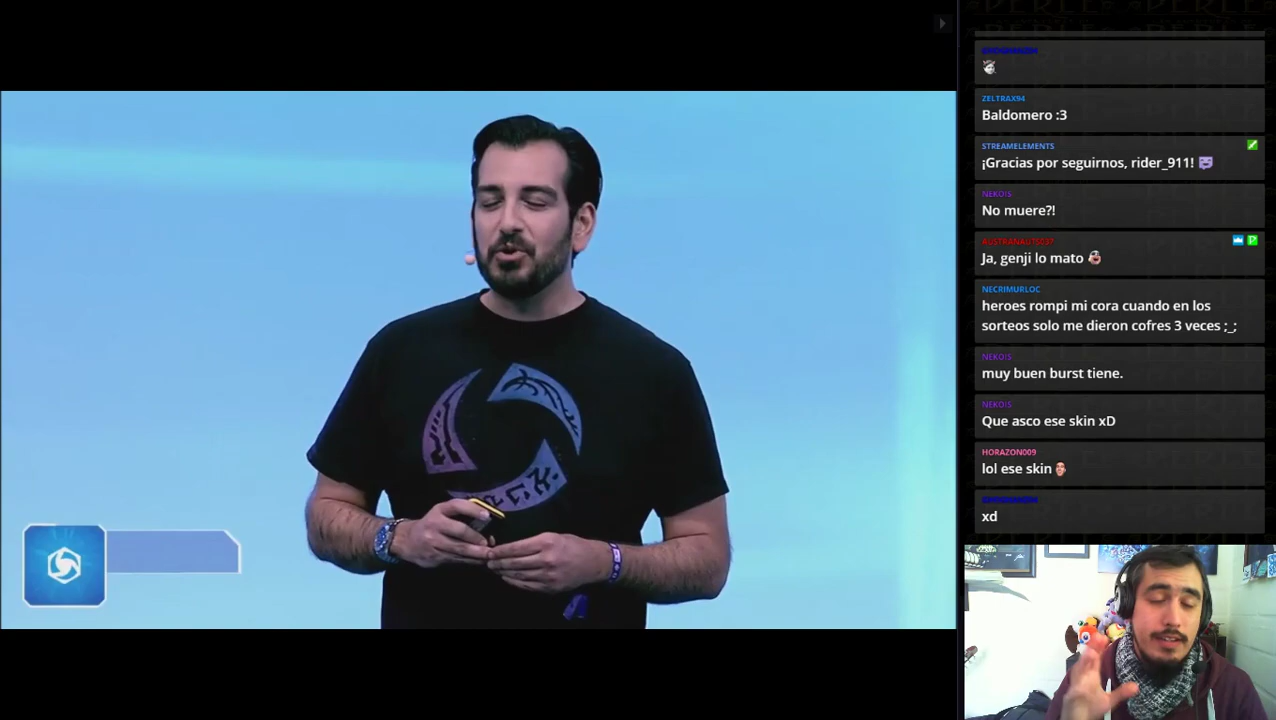 ZELTRAX94
Baldomero :3
STREAMELEMENTS
¡Gracias por seguirnos, rider_911!
NEKOIS
No muere?!
AUSTRANAUTS037
Ja, genji lo mato
NECRIMURLOC
heroes rompi mi cora cuando en los
sorteos solo me dieron cofres 3 veces ;_;
NEKOIS
muy buen burst tiene.
NEKOIS
Que asco ese skin xD
HORAZON009
lol ese skin
xd